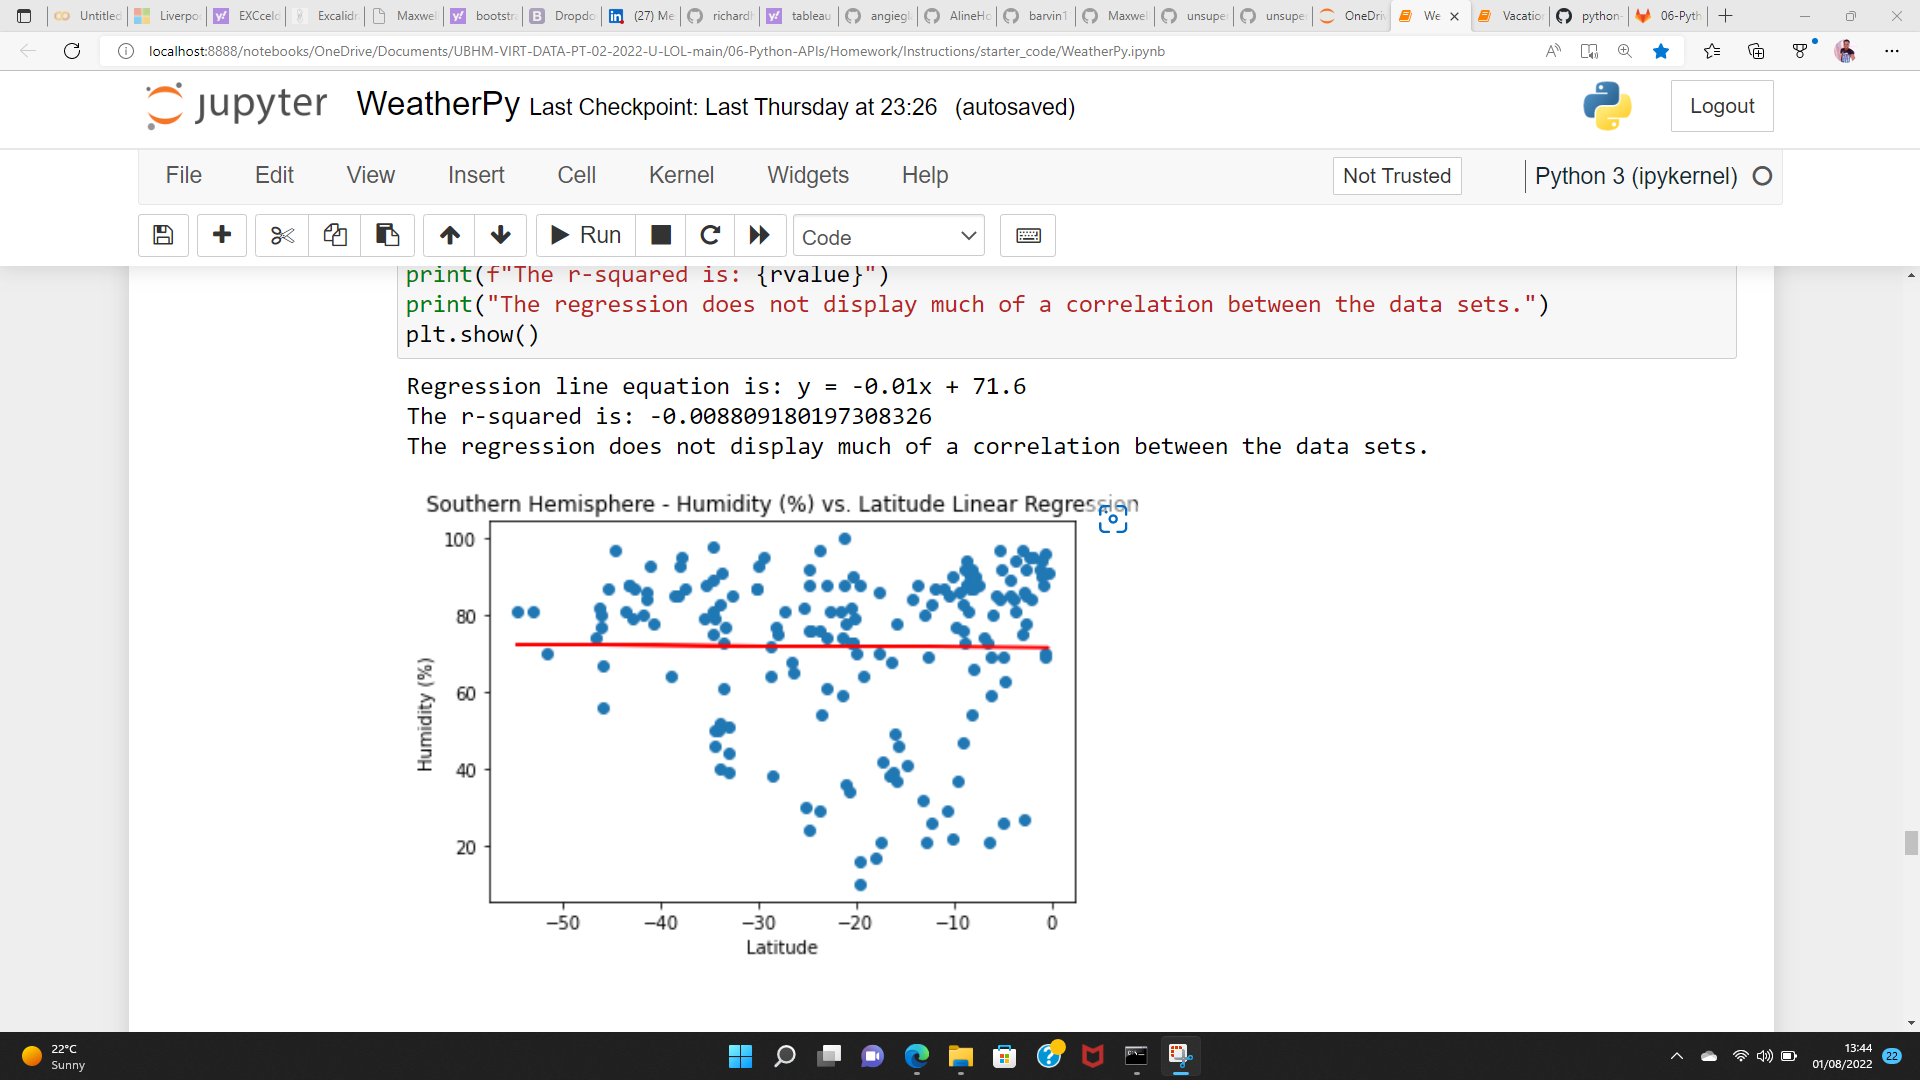 Untitled
Liverpo
EXCceld
Excalidr
Maxwel
bootstra
Dropdo
(27) Me
richardl
tableau
angiegl
AlineHo
barvin1
Maxwel
unsupe
unsupe
OneDriv
We
Vacatio
python-
06-Pyth
localhost:8888/notebooks/OneDrive/Documents/UBHM-VIRT-DATA-PT-02-2022-U-LOL-main/06-Python-APIs/Homework/Instructions/starter_code/WeatherPy.ipynb
jupyter WeatherPy Last Checkpoint: Last Thursday at 23:26 (autosaved)
Logout
File Edit View Insert Cell Kernel Widgets Help
Not Trusted
Python 3 (ipykernel)
Run
Code
print(f"The r-squared is: {rvalue}")
print("The regression does not display much of a correlation between the data sets.")
plt.show()
Regression line equation is: y = -0.01x + 71.6
The r-squared is: -0.008809180197308326
The regression does not display much of a correlation between the data sets.
Southern Hemisphere - Humidity (%) vs. Latitude Linear Regression
100
80
60
40
20
Humidity (%)
−50 −40 −30 −20 −10 0
Latitude
22°C
Sunny
13:44
01/08/2022
22